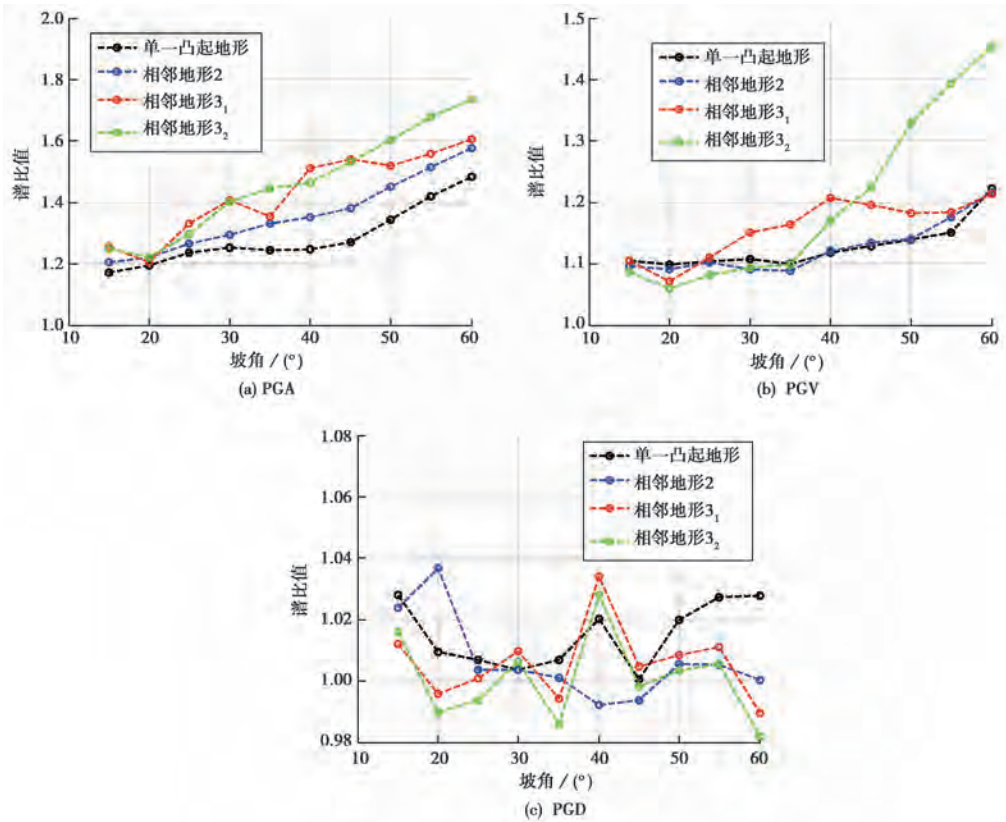 2.0
1.8
1.6
1.4
1.2
1.0
谱比值
单一凸起地形
相邻地形2
相邻地形3₁
相邻地形3₂
10
20
30
40
50
60
坡角 / (°)
(a) PGA
1.5
1.4
1.3
1.2
1.1
1.0
谱比值
单一凸起地形
相邻地形2
相邻地形3₁
相邻地形3₂
10
20
30
40
50
60
坡角 / (°)
(b) PGV
1.08
1.06
1.04
1.02
1.00
0.98
谱比值
单一凸起地形
相邻地形2
相邻地形3₁
相邻地形3₂
10
20
30
40
50
60
坡角 / (°)
(c) PGD